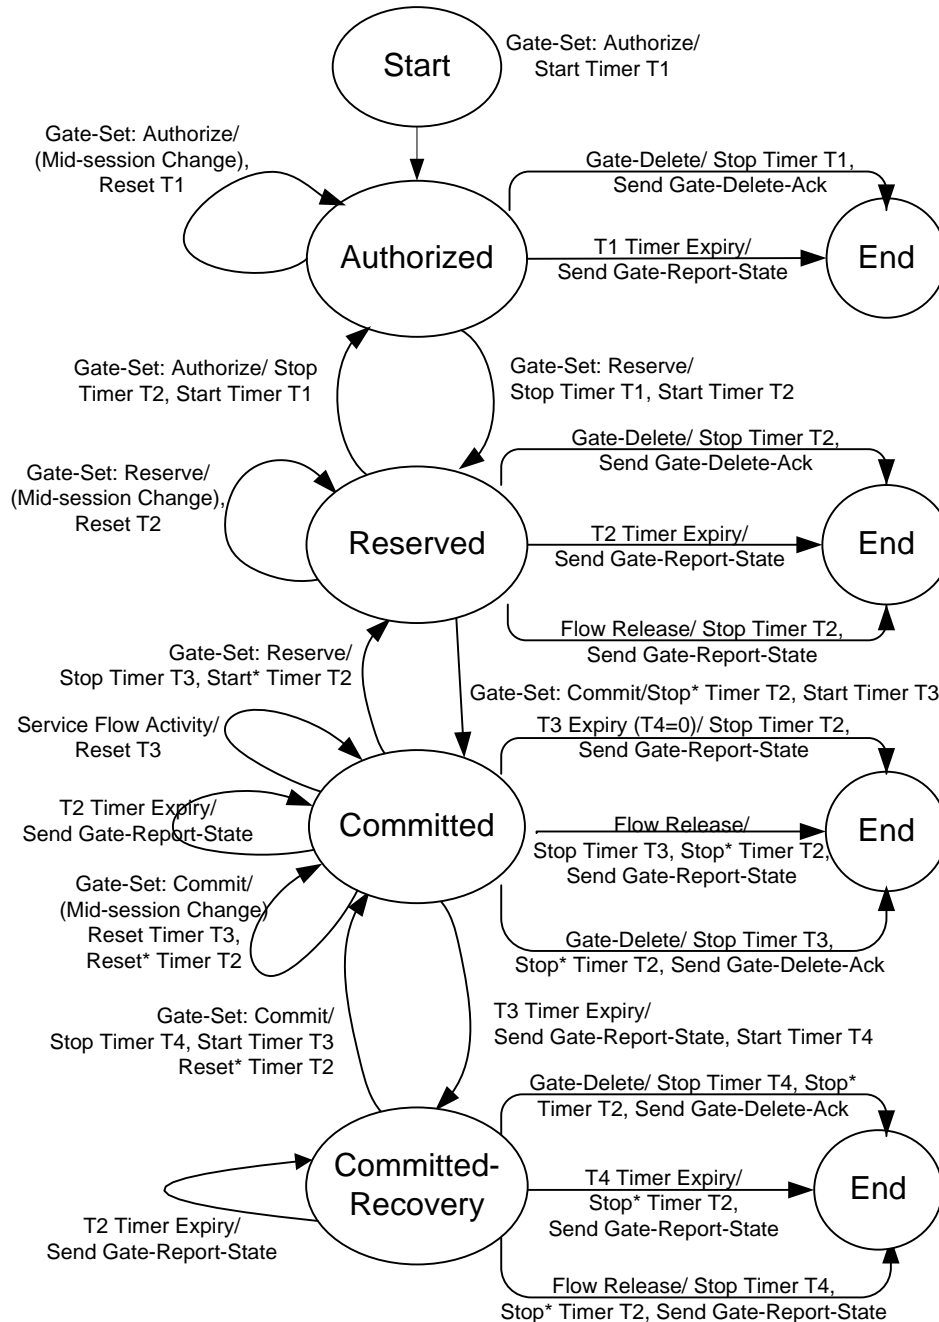 Start
Gate-Set: Authorize/
Start Timer T1
Gate-Set: Authorize/
(Mid-session Change),
Reset T1
Authorized
Gate-Delete/ Stop Timer T1,
Send Gate-Delete-Ack
T1 Timer Expiry/
Send Gate-Report-State
End
Gate-Set: Authorize/ Stop
Timer T2, Start Timer T1
Gate-Set: Reserve/
Stop Timer T1, Start Timer T2
Gate-Set: Reserve/
(Mid-session Change),
Reset T2
Reserved
Gate-Delete/ Stop Timer T2,
Send Gate-Delete-Ack
T2 Timer Expiry/
Send Gate-Report-State
Flow Release/ Stop Timer T2,
Send Gate-Report-State
End
Gate-Set: Reserve/
Stop Timer T3, Start* Timer T2
Gate-Set: Commit/Stop* Timer T2, Start Timer T3
Service Flow Activity/
Reset T3
T2 Timer Expiry/
Send Gate-Report-State
Gate-Set: Commit/
(Mid-session Change)
Reset Timer T3,
Reset* Timer T2
Committed
T3 Expiry (T4=0)/ Stop Timer T2,
Send Gate-Report-State
Flow Release/
Stop Timer T3, Stop* Timer T2,
Send Gate-Report-State
Gate-Delete/ Stop Timer T3,
Stop* Timer T2, Send Gate-Delete-Ack
End
Gate-Set: Commit/
Stop Timer T4, Start Timer T3
Reset* Timer T2
T3 Timer Expiry/
Send Gate-Report-State, Start Timer T4
Committed-
Recovery
T2 Timer Expiry/
Send Gate-Report-State
Gate-Delete/ Stop Timer T4, Stop*
Timer T2, Send Gate-Delete-Ack
T4 Timer Expiry/
Stop* Timer T2,
Send Gate-Report-State
Flow Release/ Stop Timer T4,
Stop* Timer T2, Send Gate-Report-State
End